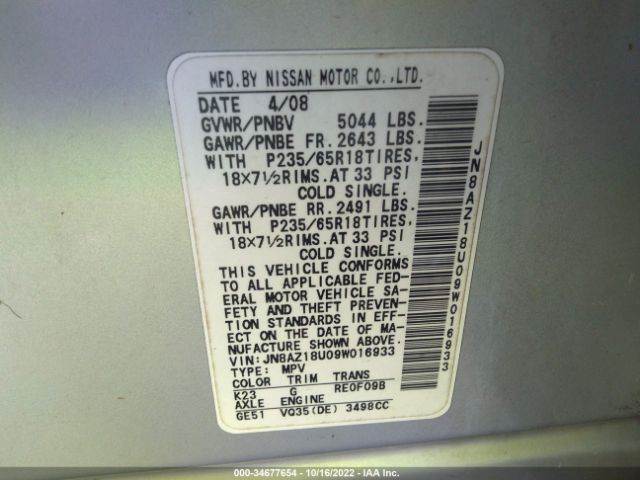 MFD.BY NISSAN MOTOR CO.,LTD.
DATE 4/08
GVWR/PNBV 5044 LBS.
GAWR/PNBE FR. 2643 LBS.
WITH P235/65R18TIRES,
18X7½RIMS.AT 33 PSI
COLD SINGLE.
GAWR/PNBE RR. 2491 LBS.
WITH P235/65R18TIRES,
18X7½RIMS.AT 33 PSI
COLD SINGLE.
THIS VEHICLE CONFORMS
TO ALL APPLICABLE FED-
ERAL MOTOR VEHICLE SA-
FETY AND THEFT PREVEN-
TION STANDARDS IN EFF-
ECT ON THE DATE OF MA-
NUFACTURE SHOWN ABOVE.
VIN:JN8AZ18U09W016933
TYPE: MPV
COLOR TRIM TRANS
K23 G RE0F09B
AXLE ENGINE
GE51 VQ35(DE) 3498CC
JN8AZ18U09W016933
000-34677654 - 10/16/2022 - IAA Inc.